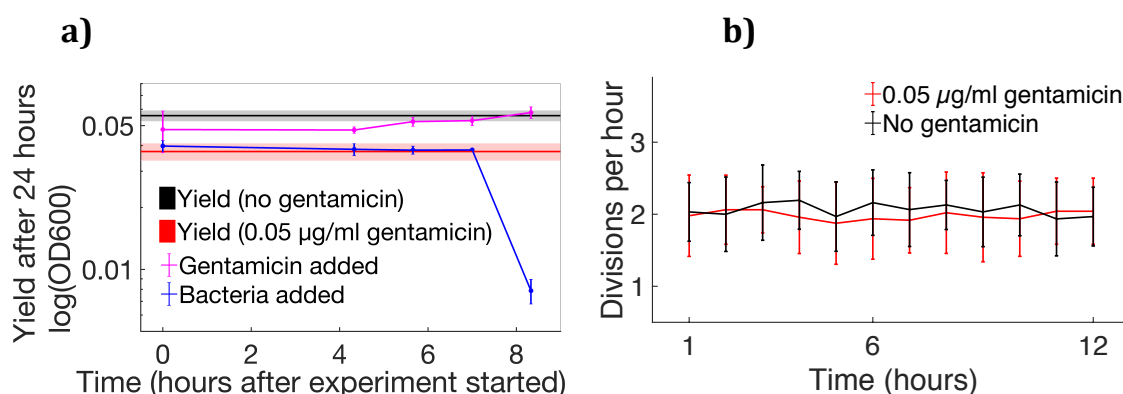 a)
Yield after 24 hours
log(OD600)
0.05
0.01
Yield (no gentamicin)
Yield (0.05 µg/ml gentamicin)
Gentamicin added
Bacteria added
0 2 4 6 8
Time (hours after experiment started)
b)
Divisions per hour
3
2
1
0.05 µg/ml gentamicin
No gentamicin
1 6 12
Time (hours)